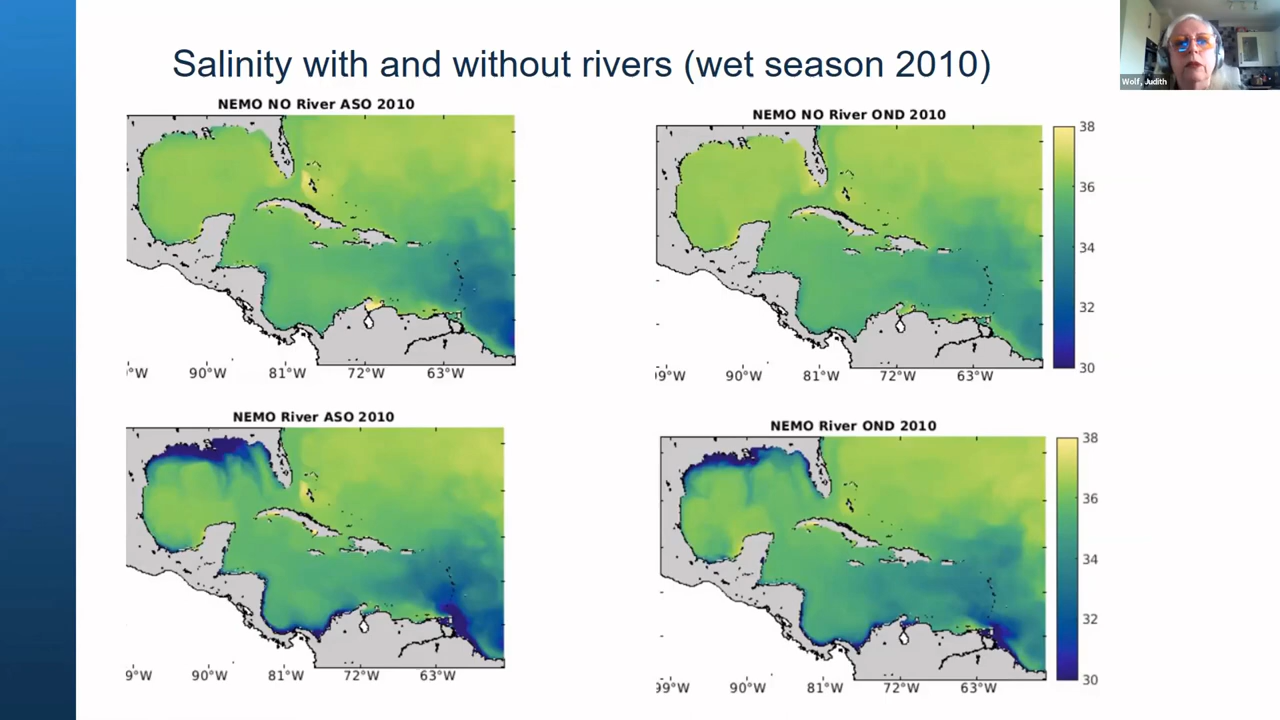 Salinity with and without rivers (wet season 2010)
Wolf, Judith
NEMO NO River ASO 2010
90°W 81°W 72°W 63°W
NEMO NO River OND 2010
38
36
34
32
30
90°W 81°W 72°W 63°W
NEMO River ASO 2010
9°W 90°W 81°W 72°W 63°W
NEMO River OND 2010
38
36
34
32
30
99°W 90°W 81°W 72°W 63°W